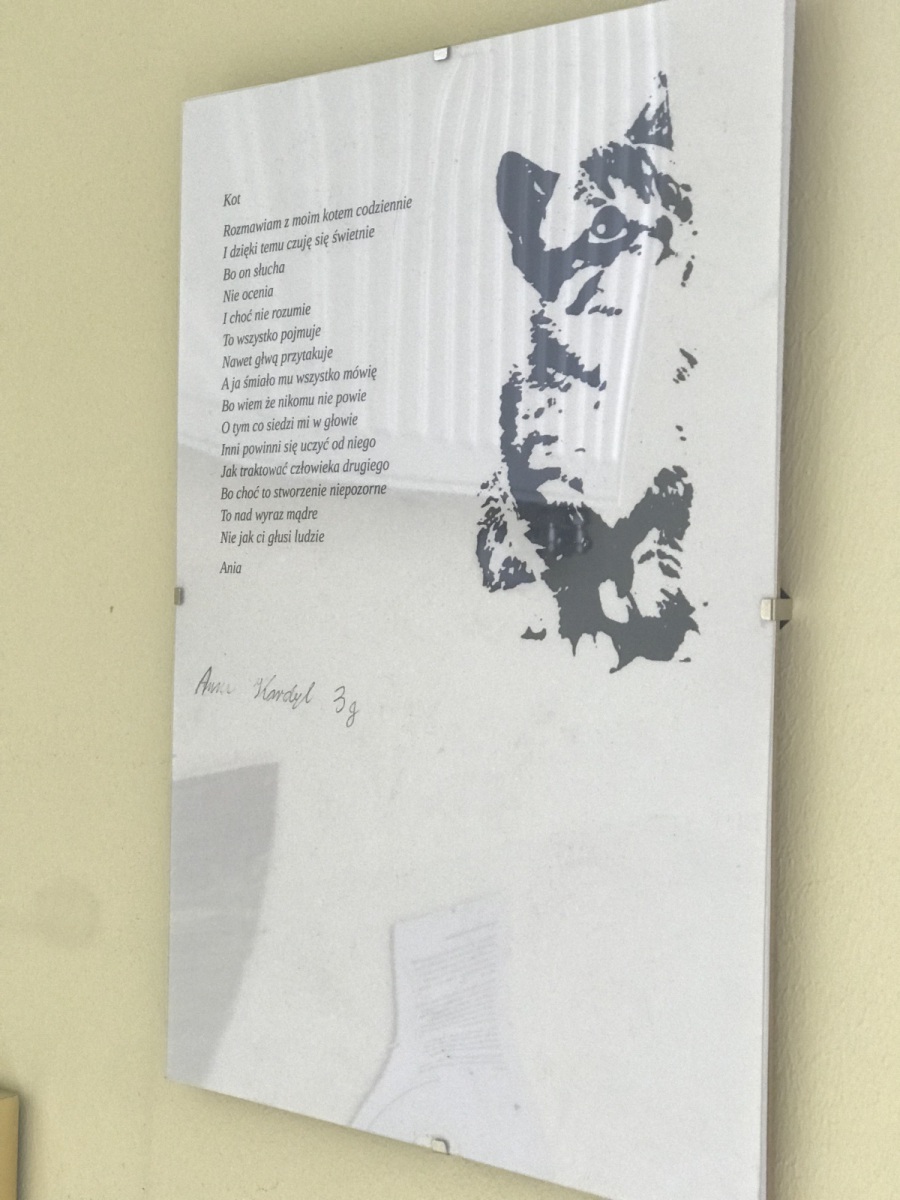 Kot
Rozmawiam z moim kotem codziennie
I dzięki temu czuję się świetnie
Bo on słucha
Nie ocenia
I choć nie rozumie
To wszystko pojmuje
Nawet głwą przytakuje
A ja śmiało mu wszystko mówię
Bo wiem że nikomu nie powie
O tym co siedzi mi w głowie
Inni powinni się uczyć od niego
Jak traktować człowieka drugiego
Bo choć to stworzenie niepozorne
To nad wyraz mądre
Nie jak ci głusi ludzie
Ania
Anna Kardyl 3g